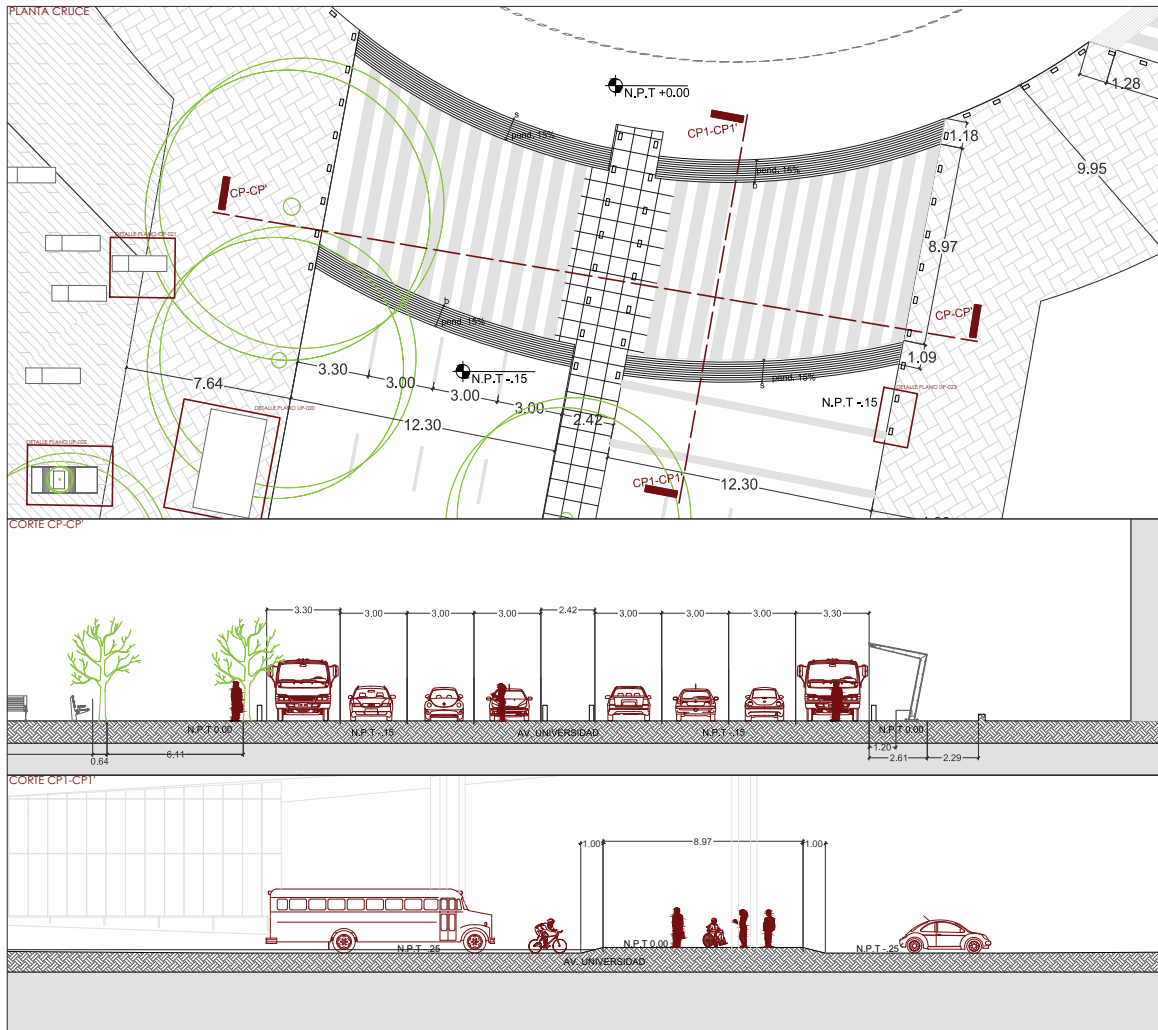 PLANTA CRUCE
N.P.T +0.00
CP1-CP1'
1.28
s
pend. 15%
1.18
pend. 15%
b
9.95
CP-CP'
8.97
DETALLE PLANO OP-021
b
pend. 15%
CP-CP'
1.09
3.30
3.00
3.00
3.00
N.P.T -.15
7.64
pend. 15%
s
DETALLE PLANO UP-023
N.P.T -.15
DETALLE PLANO UP-020
12.30
2.42
DETALLE PLANO UP-022
CP1-CP1'
12.30
CORTE CP-CP'
3.30
3.00
3.00
3.00
2.42
3.00
3.00
3.00
3.30
N.P.T 0.00
N.P.T -.15
AV. UNIVERSIDAD
N.P.T -.15
N.P.T 0.00
1.20
0.64
6.11
2.61
2.29
CORTE CP1-CP1'
1.00
8.97
1.00
N.P.T -.25
N.P.T 0.00
N.P.T -.25
AV. UNIVERSIDAD